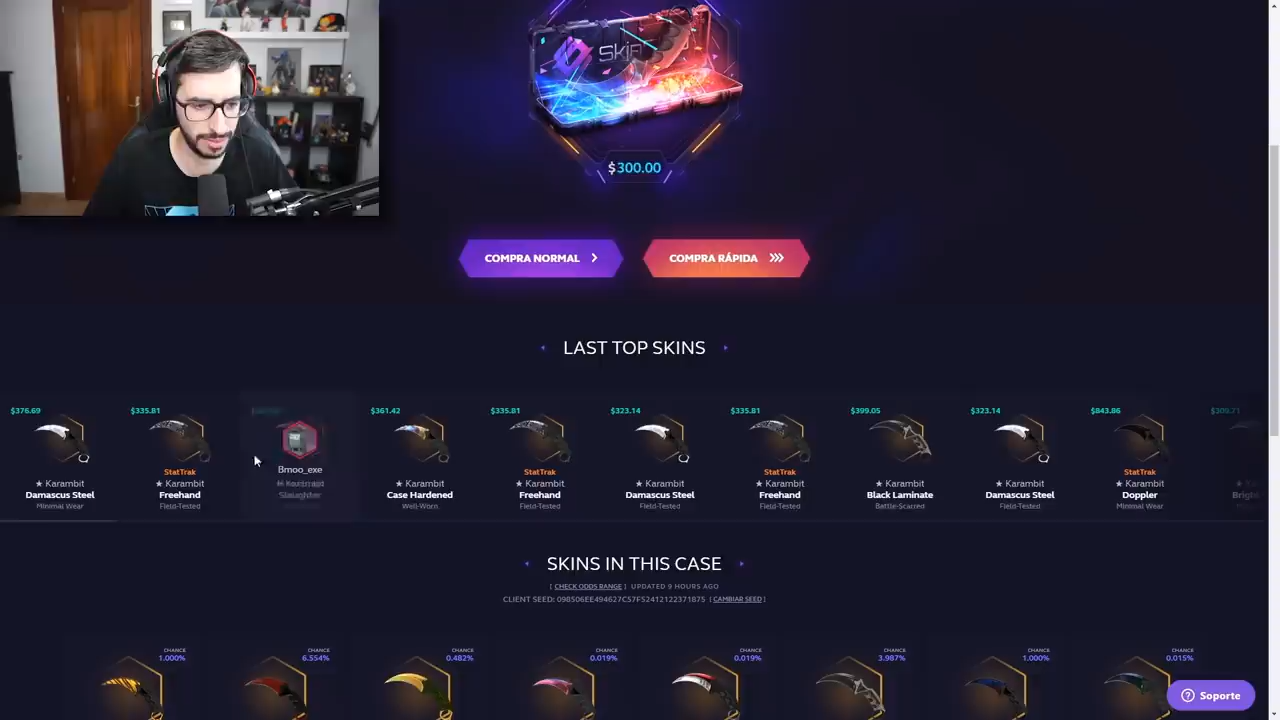 $300.00
COMPRA NORMAL
COMPRA RÁPIDA
LAST TOP SKINS
$376.69
★ Karambit
Damascus Steel
Minimal Wear
$335.81
StatTrak
★ Karambit
Freehand
Field-Tested
Bmoo_exe
★ Karambit
Slaughter
$361.42
★ Karambit
Case Hardened
Well-Worn
$335.81
StatTrak
★ Karambit
Freehand
Field-Tested
$323.14
★ Karambit
Damascus Steel
Field-Tested
$335.81
StatTrak
★ Karambit
Freehand
Field-Tested
$399.05
★ Karambit
Black Laminate
Battle-Scarred
$323.14
★ Karambit
Damascus Steel
Field-Tested
$843.86
StatTrak
★ Karambit
Doppler
Minimal Wear
SKINS IN THIS CASE
[ CHECK ODDS RANGE ] UPDATED 9 HOURS AGO
CLIENT SEED: 098506EE494627C57F52412122371875 [ CAMBIAR SEED ]
CHANCE
1.000%
CHANCE
6.554%
CHANCE
0.482%
CHANCE
0.019%
CHANCE
0.019%
CHANCE
3.987%
CHANCE
1.000%
CHANCE
0.015%
Soporte